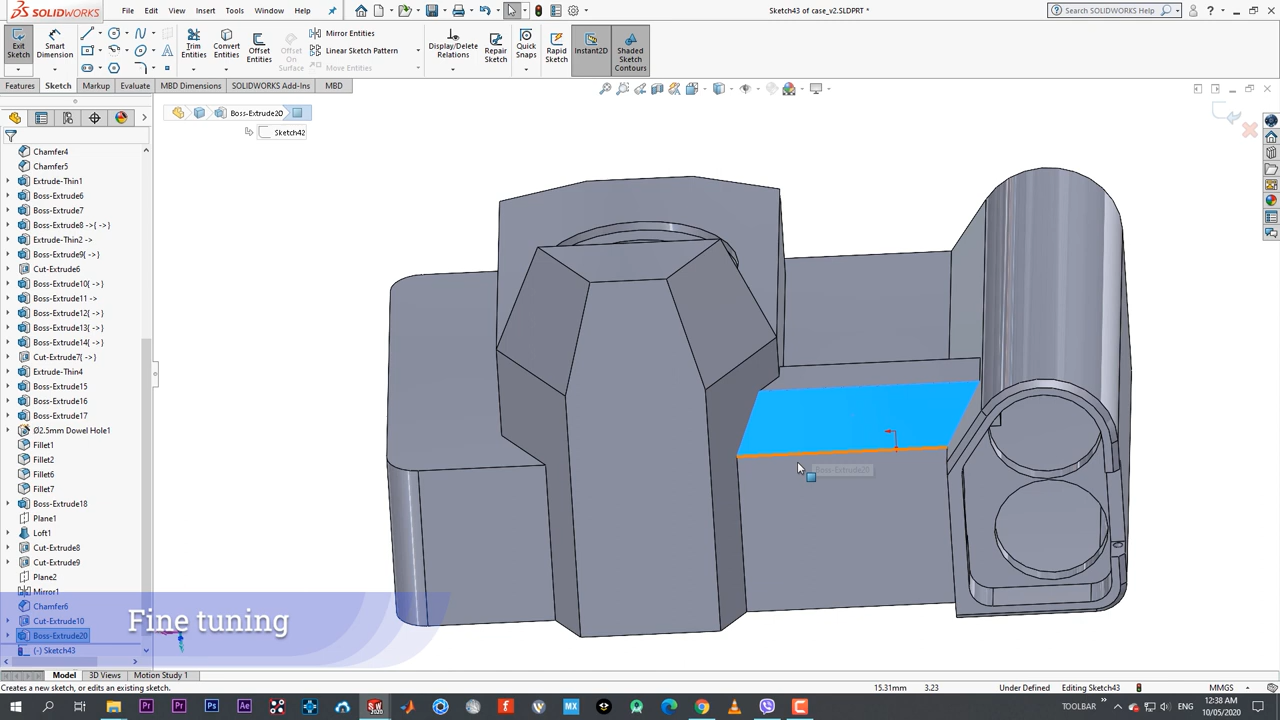 SOLIDWORKS
File Edit View Insert Tools Window Help
Sketch43 of case_v2.SLDPRT *
Search SOLIDWORKS Help
Exit Sketch
Smart Dimension
Trim Entities
Convert Entities
Offset Entities
Offset On Surface
Mirror Entities
Linear Sketch Pattern
Move Entities
Display/Delete Relations
Repair Sketch
Quick Snaps
Rapid Sketch
Instant2D
Shaded Sketch Contours
Features Sketch Markup Evaluate MBD Dimensions SOLIDWORKS Add-Ins MBD
Boss-Extrude20
Sketch42
Chamfer4
Chamfer5
Extrude-Thin1
Boss-Extrude6
Boss-Extrude7
Boss-Extrude8 ->{ ->}
Extrude-Thin2 ->
Boss-Extrude9{ ->}
Cut-Extrude6
Boss-Extrude10{ ->}
Boss-Extrude11 ->
Boss-Extrude12{ ->}
Boss-Extrude13{ ->}
Boss-Extrude14{ ->}
Cut-Extrude7{ ->}
Extrude-Thin4
Boss-Extrude15
Boss-Extrude16
Boss-Extrude17
Ø2.5mm Dowel Hole1
Fillet1
Fillet2
Fillet6
Fillet7
Boss-Extrude18
Plane1
Loft1
Cut-Extrude8
Cut-Extrude9
Plane2
Mirror1
Chamfer6
Cut-Extrude10
Boss-Extrude20
(-) Sketch43
Boss-Extrude20
Fine tuning
Model 3D Views Motion Study 1
Creates a new sketch, or edits an existing sketch.
15.31mm 3.23 Under Defined Editing Sketch43 MMGS
TOOLBAR
ENG
12:38 AM
10/05/2020